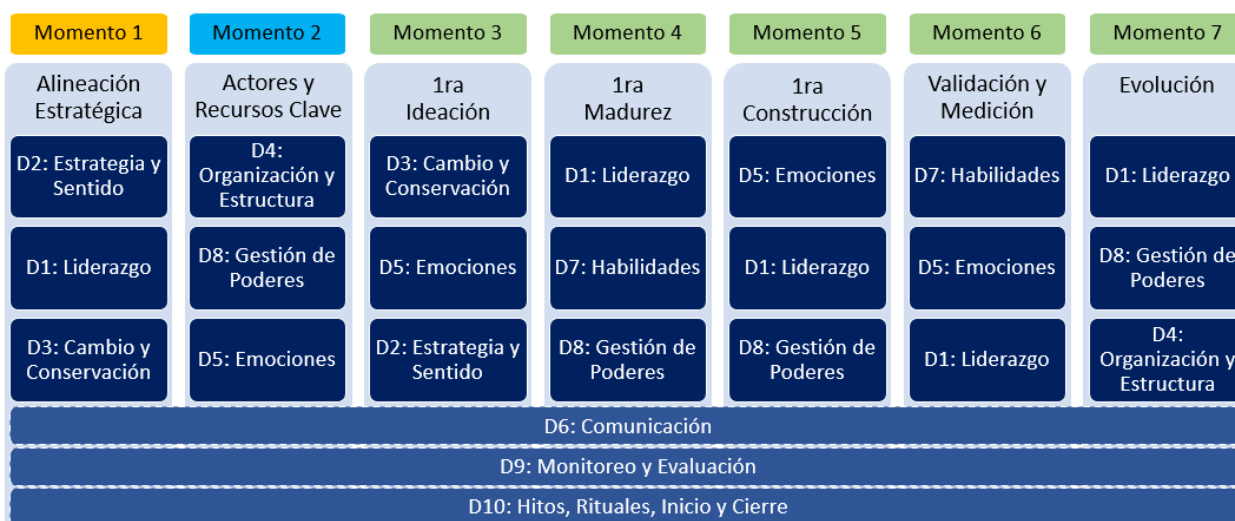 Momento 1
Momento 2
Momento 3
Momento 4
Momento 5
Momento 6
Momento 7
Alineación
Estratégica
Actores y
Recursos Clave
1ra
Ideación
1ra
Madurez
1ra
Construcción
Validación y
Medición
Evolución
D2: Estrategia y
Sentido
D4:
Organización y
Estructura
D3: Cambio y
Conservación
D1: Liderazgo
D5: Emociones
D7: Habilidades
D1: Liderazgo
D1: Liderazgo
D8: Gestión de
Poderes
D5: Emociones
D7: Habilidades
D1: Liderazgo
D5: Emociones
D8: Gestión de
Poderes
D3: Cambio y
Conservación
D5: Emociones
D2: Estrategia y
Sentido
D8: Gestión de
Poderes
D8: Gestión de
Poderes
D1: Liderazgo
D4:
Organización y
Estructura
D6: Comunicación
D9: Monitoreo y Evaluación
D10: Hitos, Rituales, Inicio y Cierre